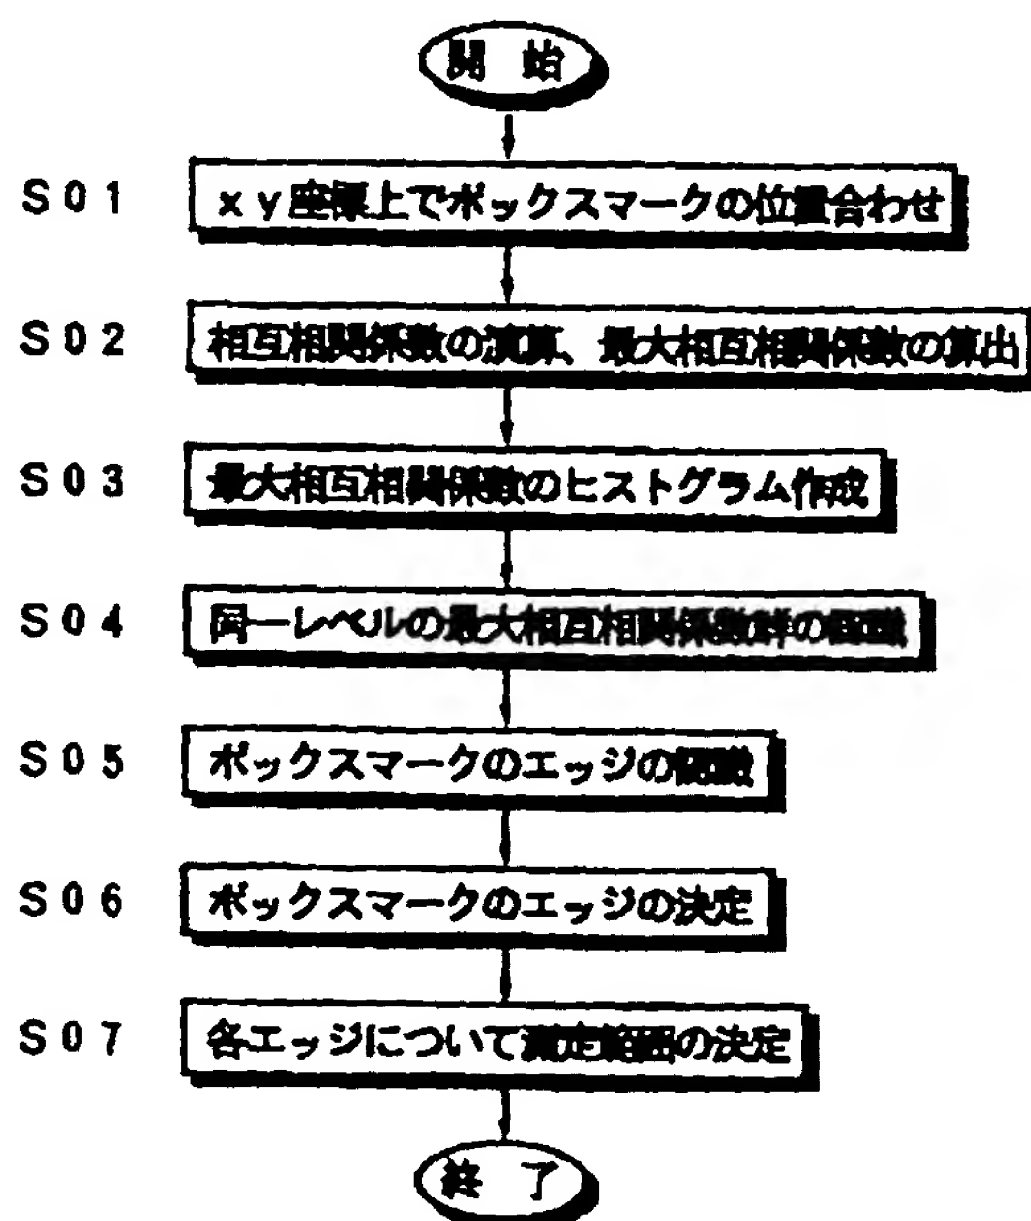 開 始
S01 xy座標上でボックスマークの位置合わせ
S02 相互相関係数の演算、最大相互相関係数の算出
S03 最大相互相関係数のヒストグラム作成
S04 同一レベルの最大相互相関係数群の認識
S05 ボックスマークのエッジの認識
S06 ボックスマークのエッジの決定
S07 各エッジについて測定範囲の決定
終 了